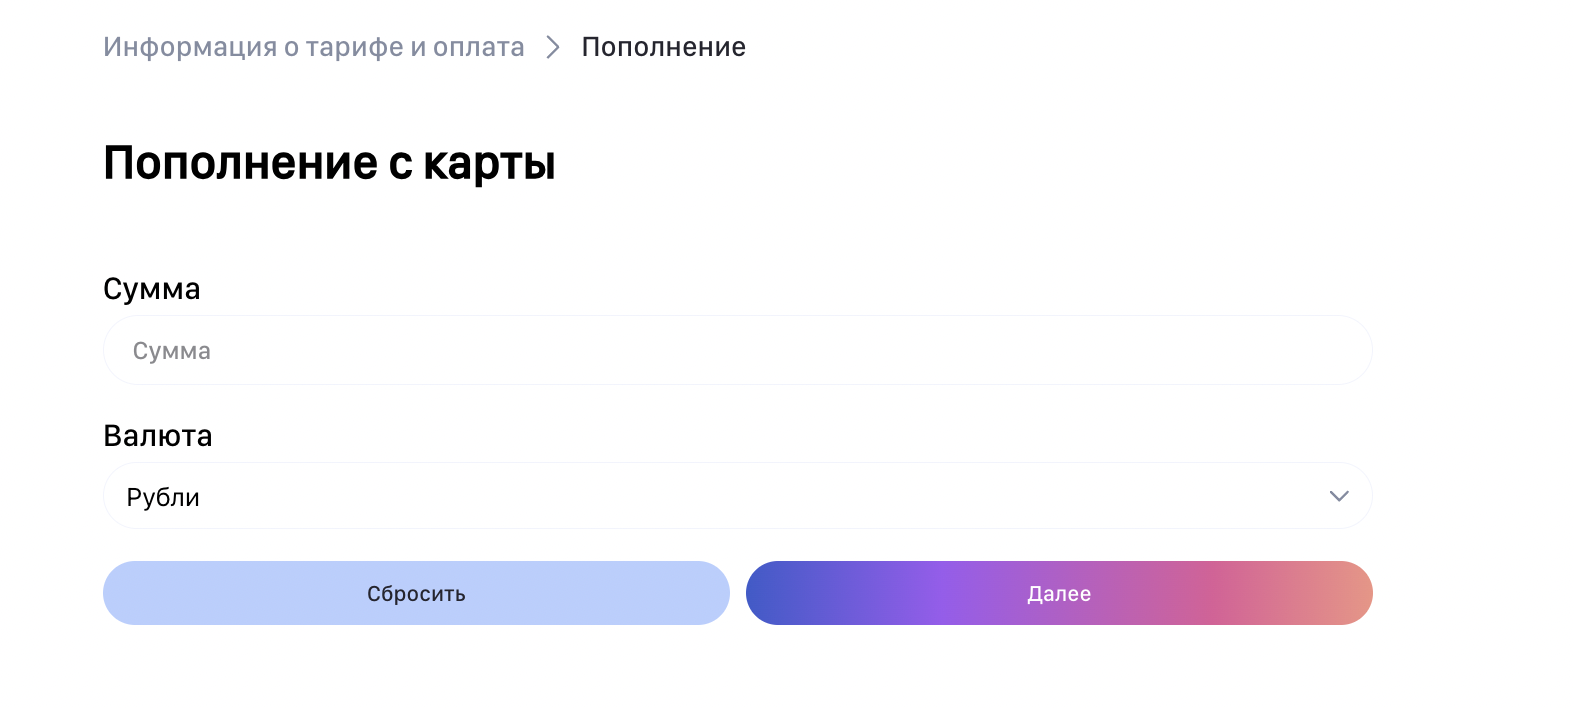 Информация о тарифе и оплата > Пополнение
Пополнение с карты
Сумма
Сумма
Валюта
Рубли
Сбросить
Далее